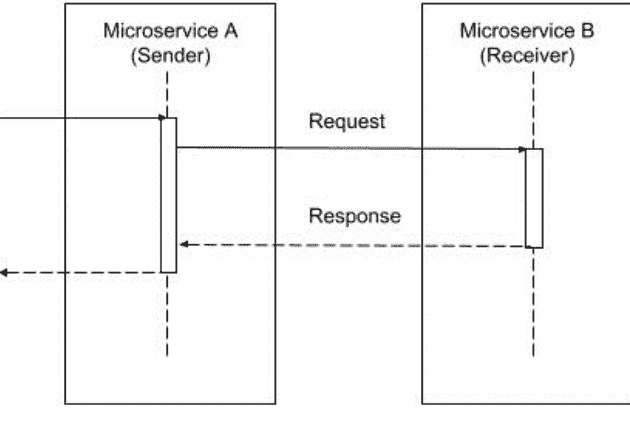 Microservice A
(Sender)
Microservice B
(Receiver)
Request
Response